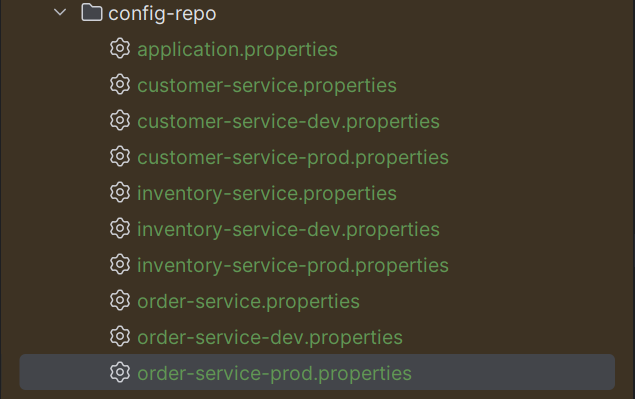 config-repo
application.properties
customer-service.properties
customer-service-dev.properties
customer-service-prod.properties
inventory-service.properties
inventory-service-dev.properties
inventory-service-prod.properties
order-service.properties
order-service-dev.properties
order-service-prod.properties